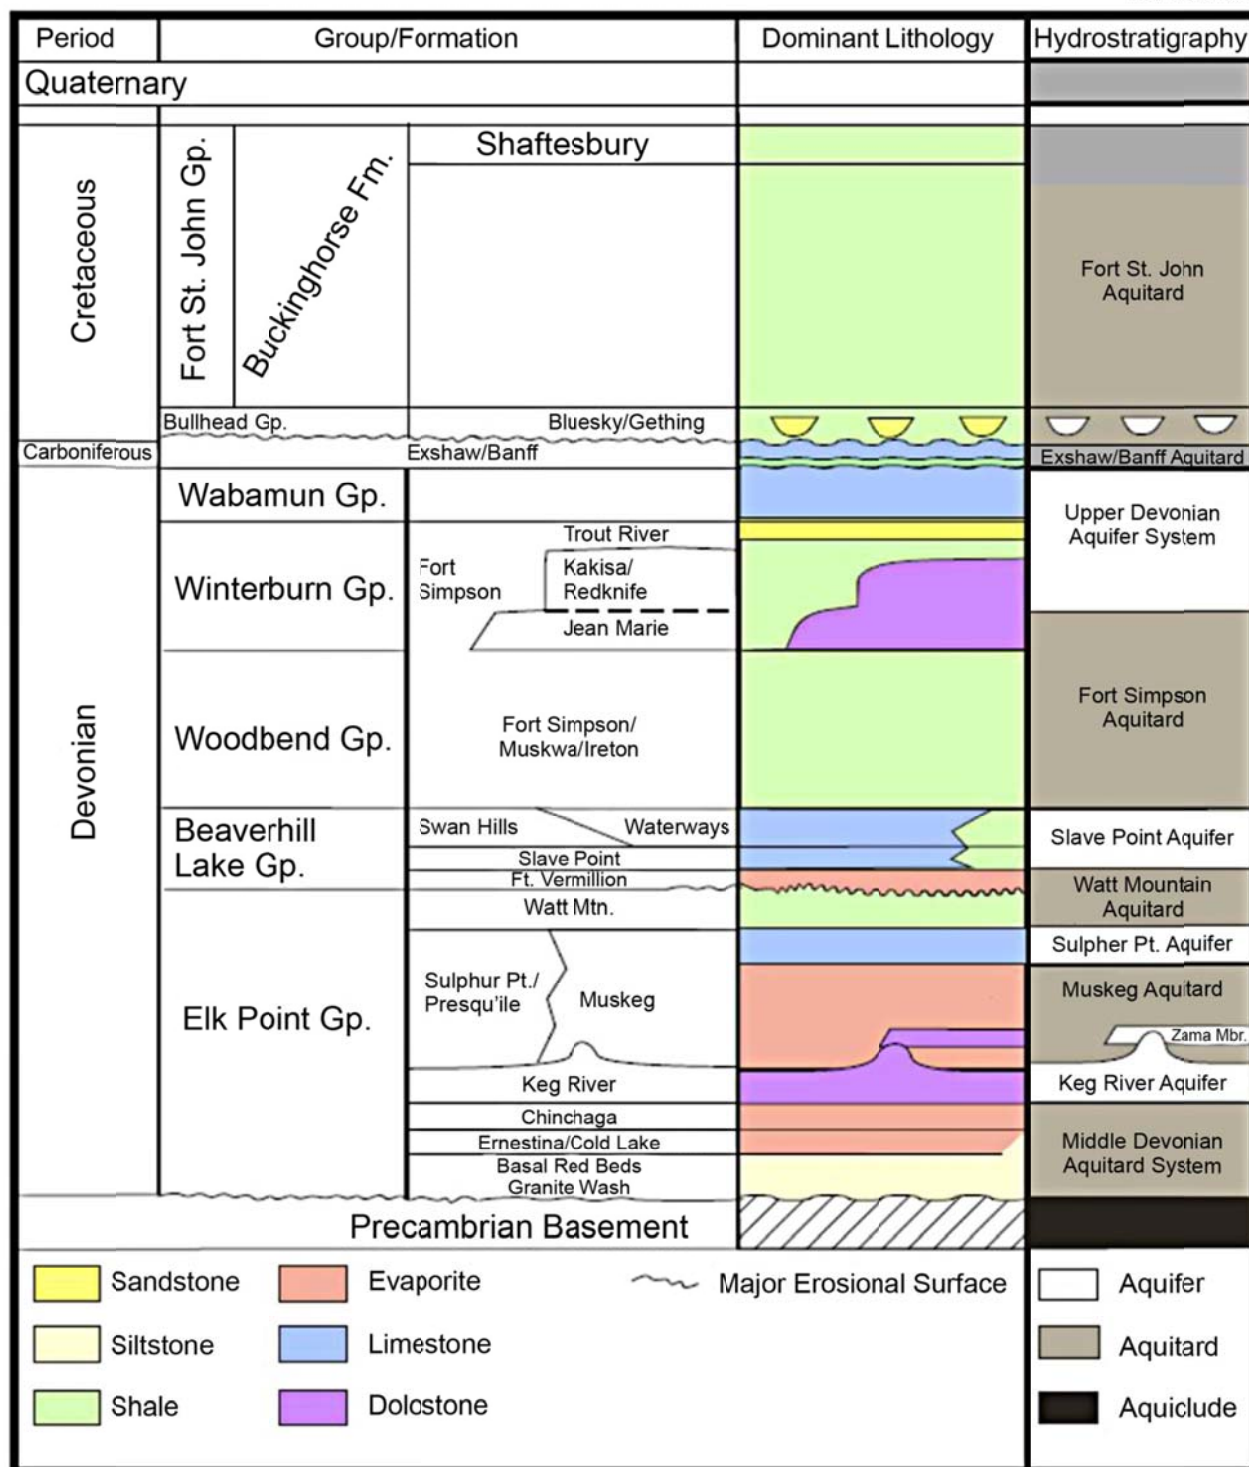 Period
Group/Formation
Dominant Lithology
Hydrostratigraphy
Quaternary
Cretaceous
Fort St. John Gp.
Buckinghorse Fm.
Shaftesbury
Fort St. John
Aquitard
Bullhead Gp.
Bluesky/Gething
Carboniferous
Exshaw/Banff
Exshaw/Banff Aquitard
Devonian
Wabamun Gp.
Upper Devonian
Aquifer System
Winterburn Gp.
Trout River
Fort
Simpson
Kakisa/
Redknife
Jean Marie
Woodbend Gp.
Fort Simpson/
Muskwa/Ireton
Fort Simpson
Aquitard
Beaverhill
Lake Gp.
Swan Hills
Waterways
Slave Point
Ft. Vermillion
Slave Point Aquifer
Watt Mountain
Aquitard
Elk Point Gp.
Watt Mtn.
Sulpher Pt. Aquifer
Sulphur Pt./
Presqu'ile
Muskeg
Muskeg Aquitard
Zama Mbr.
Keg River
Keg River Aquifer
Chinchaga
Ernestina/Cold Lake
Basal Red Beds
Granite Wash
Middle Devonian
Aquitard System
Precambrian Basement
Sandstone
Evaporite
Major Erosional Surface
Aquifer
Siltstone
Limestone
Aquitard
Shale
Dolostone
Aquiclude